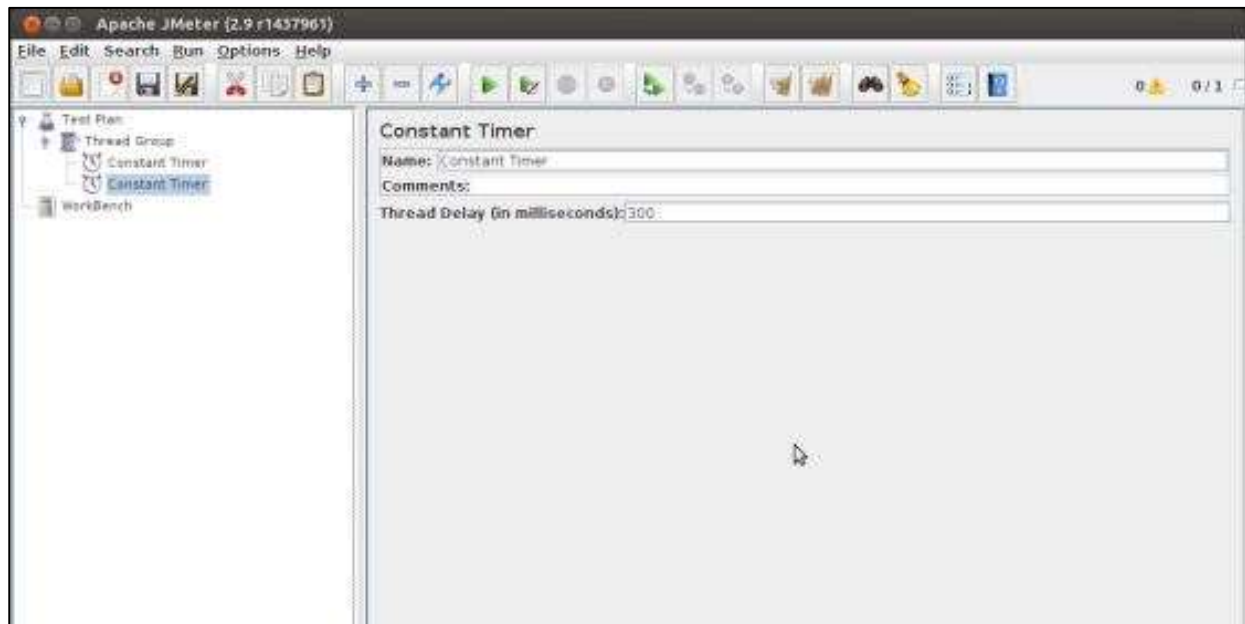 Apache JMeter (2.9 r1437961)
File Edit Search Run Options Help
0 0/1
Test Plan
Thread Group
Constant Timer
Constant Timer
WorkBench
Constant Timer
Name: Constant Timer
Comments:
Thread Delay (in milliseconds): 300